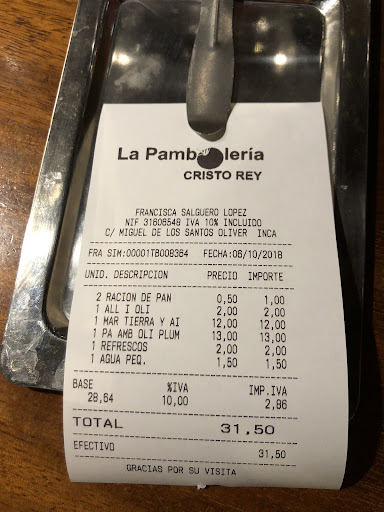 La Pamb lería
CRISTO REY
FRANCISCA SALGUERO LOPEZ
NIF 31606549 IVA 10% INCLUIDO
C/ MIGUEL DE LOS SANTOS OLIVER INCA
FRA SIM:00001TB008364 FECHA:06/10/2018
UNID. DESCRIPCION PRECIO IMPORTE
2 RACION DE PAN 0,50 1,00
1 ALL I OLI 2,00 2,00
1 MAR TIERRA Y AI 12,00 12,00
1 PA AMB OLI PLUM 13,00 13,00
1 REFRESCOS 2,00 2,00
1 AGUA PEQ. 1,50 1,50
BASE %IVA IMP.IVA
28,64 10,00 2,86
TOTAL 31,50
EFECTIVO 31,50
GRACIAS POR SU VISITA